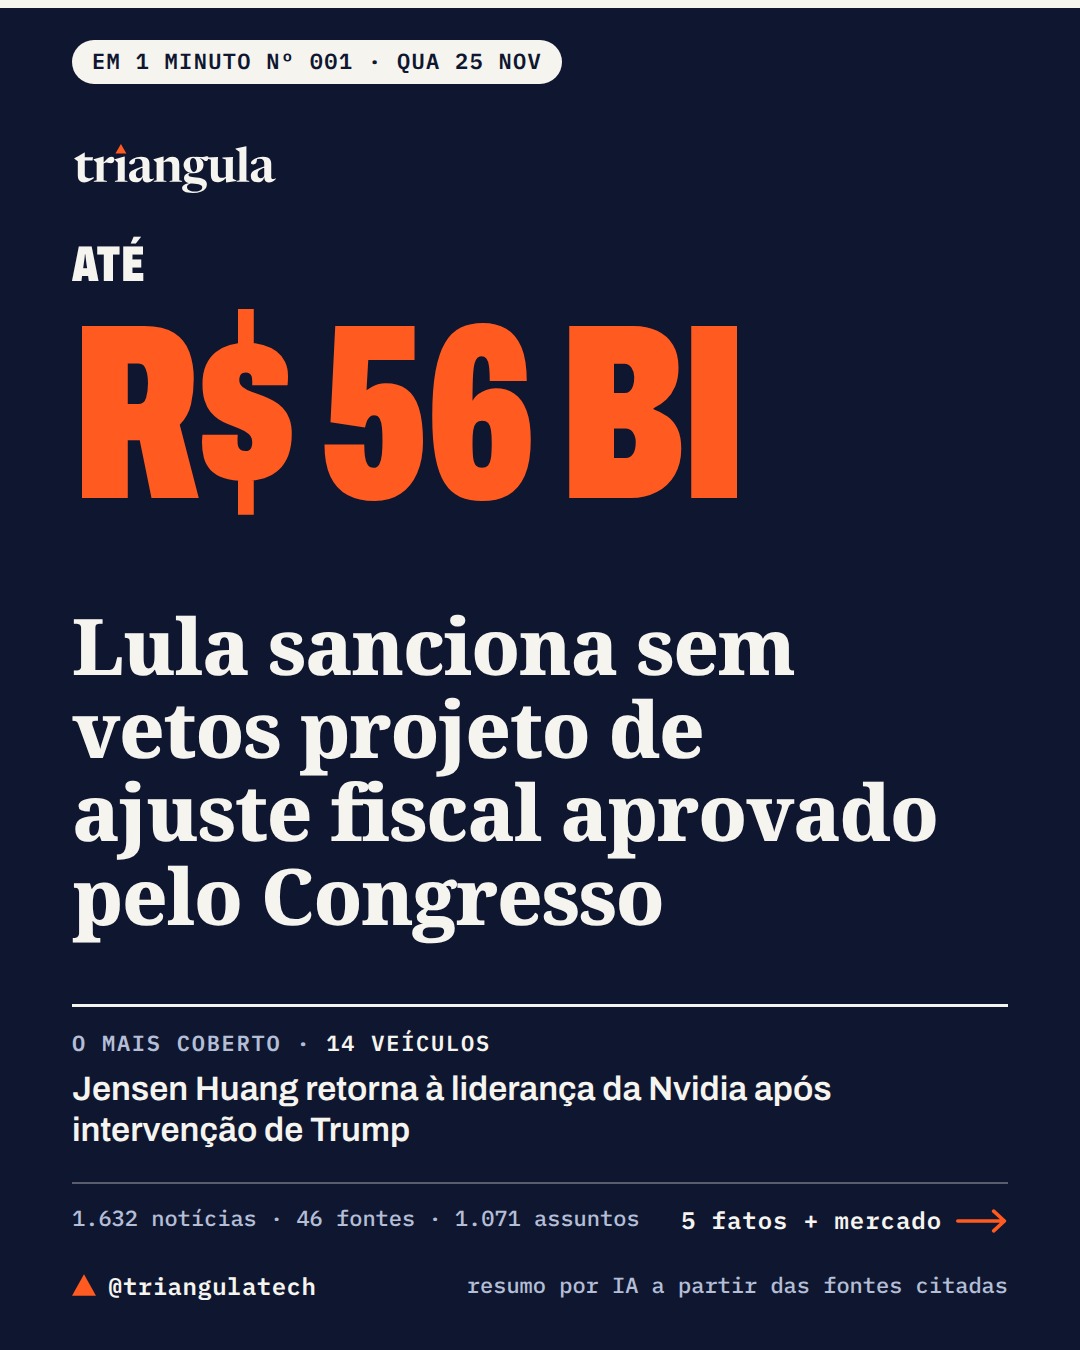 EM 1 MINUTO Nº 001 · QUA 25 NOV
triangula
ATÉ
R$ 56 BI
Lula sanciona sem
vetos projeto de
ajuste fiscal aprovado
pelo Congresso
O MAIS COBERTO · 14 VEÍCULOS
Jensen Huang retorna à liderança da Nvidia após
intervenção de Trump
1.632 notícias · 46 fontes · 1.071 assuntos
5 fatos + mercado →
@triangulatech
resumo por IA a partir das fontes citadas